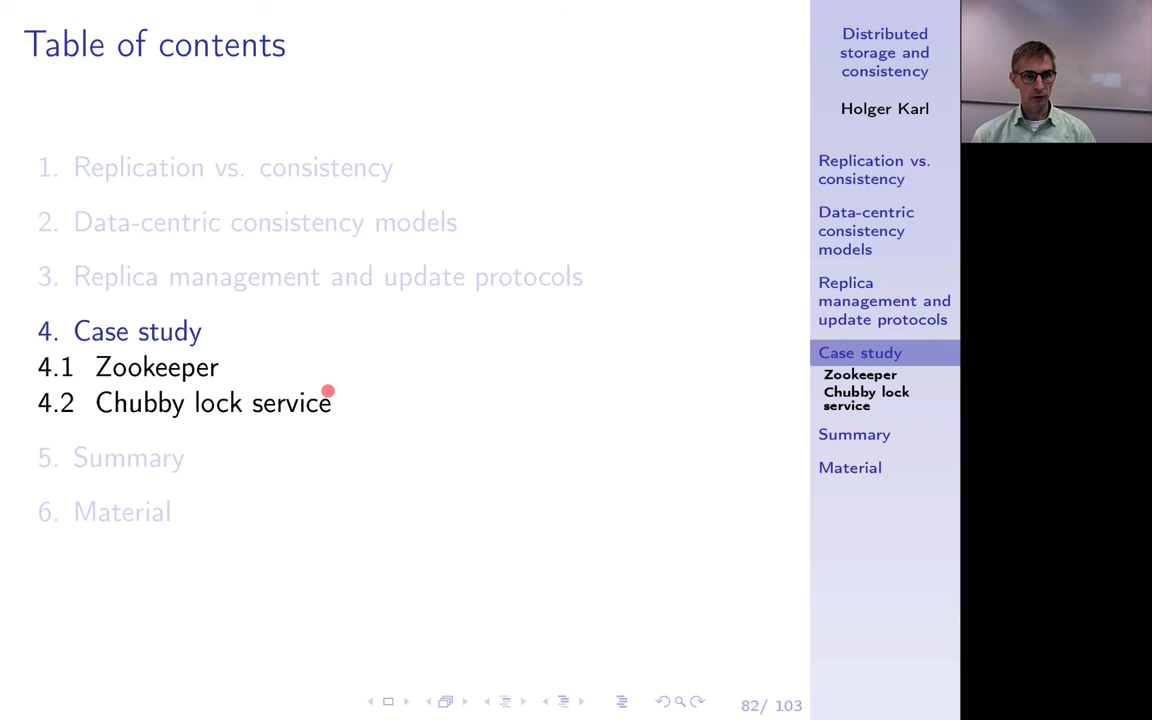 Table of contents
1. Replication vs. consistency
2. Data-centric consistency models
3. Replica management and update protocols
4. Case study
4.1 Zookeeper
4.2 Chubby lock service
5. Summary
6. Material
82/ 103
Distributed
storage and
consistency
Holger Karl
Replication vs.
consistency
Data-centric
consistency
models
Replica
management and
update protocols
Case study
Zookeeper
Chubby lock
service
Summary
Material